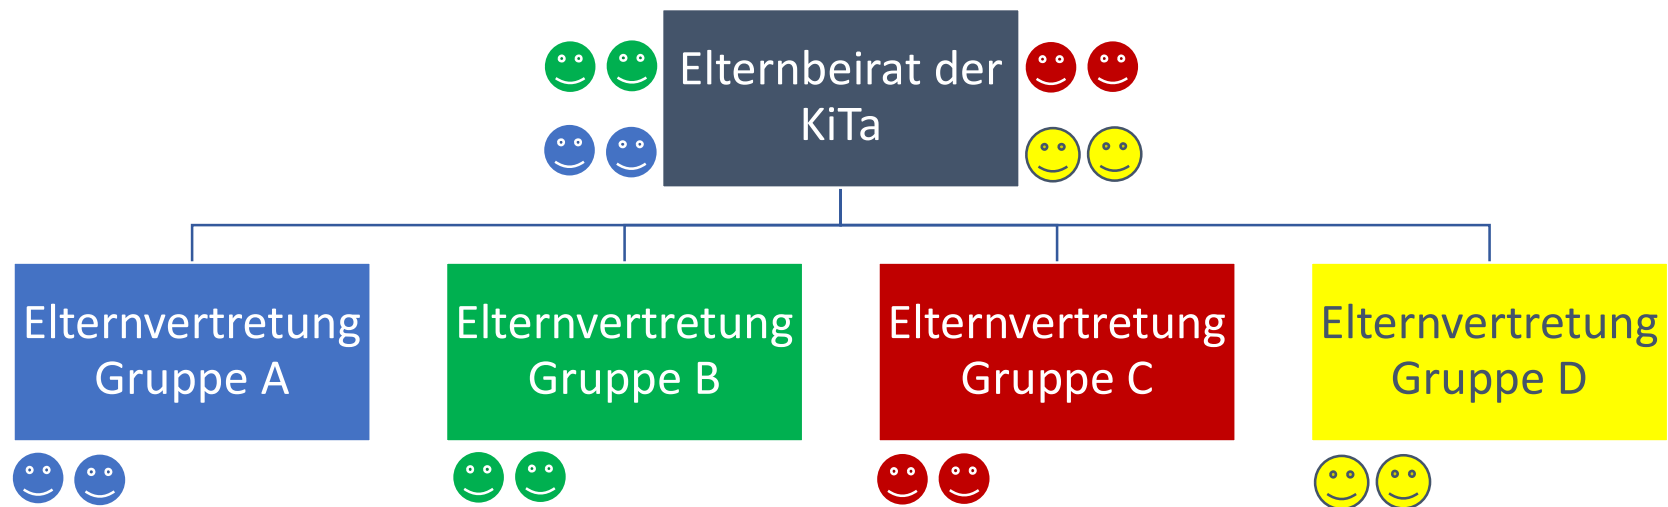 Elternbeirat der
KiTa
Elternvertretung
Gruppe A
Elternvertretung
Gruppe B
Elternvertretung
Gruppe C
Elternvertretung
Gruppe D